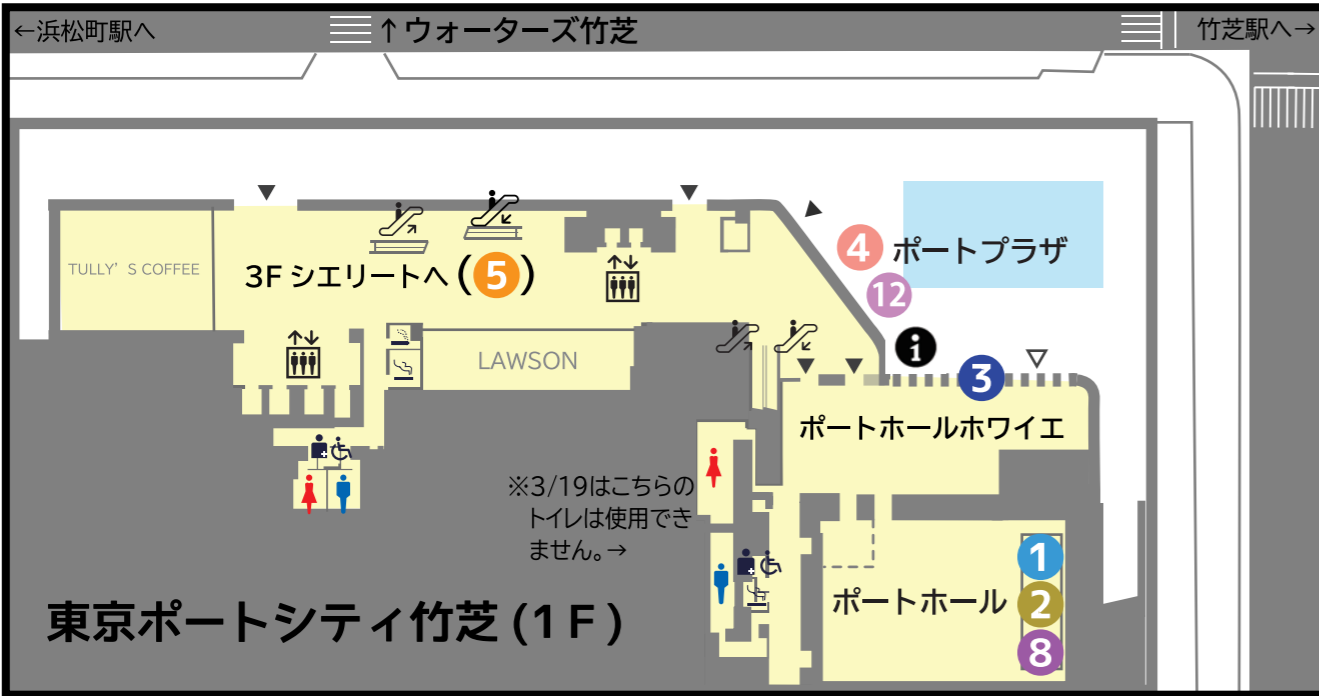 ←浜松町駅へ
↑ウォーターズ竹芝
竹芝駅へ→
4 ポートプラザ
TULLY'S COFFEE
3F シエリートへ (5)
12
i
LAWSON
3
ポートホールホワイエ
※3/19はこちらの
トイレは使用でき
ません。→
1
ポートホール 2
8
東京ポートシティ竹芝 (1F)